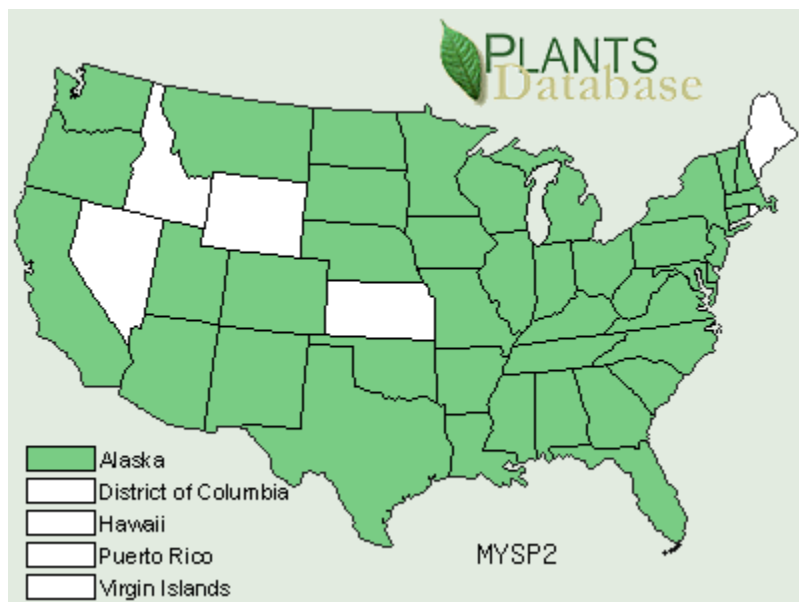 PLANTS
Database
Alaska
District of Columbia
Hawaii
Puerto Rico
Virgin Islands
MYSP2